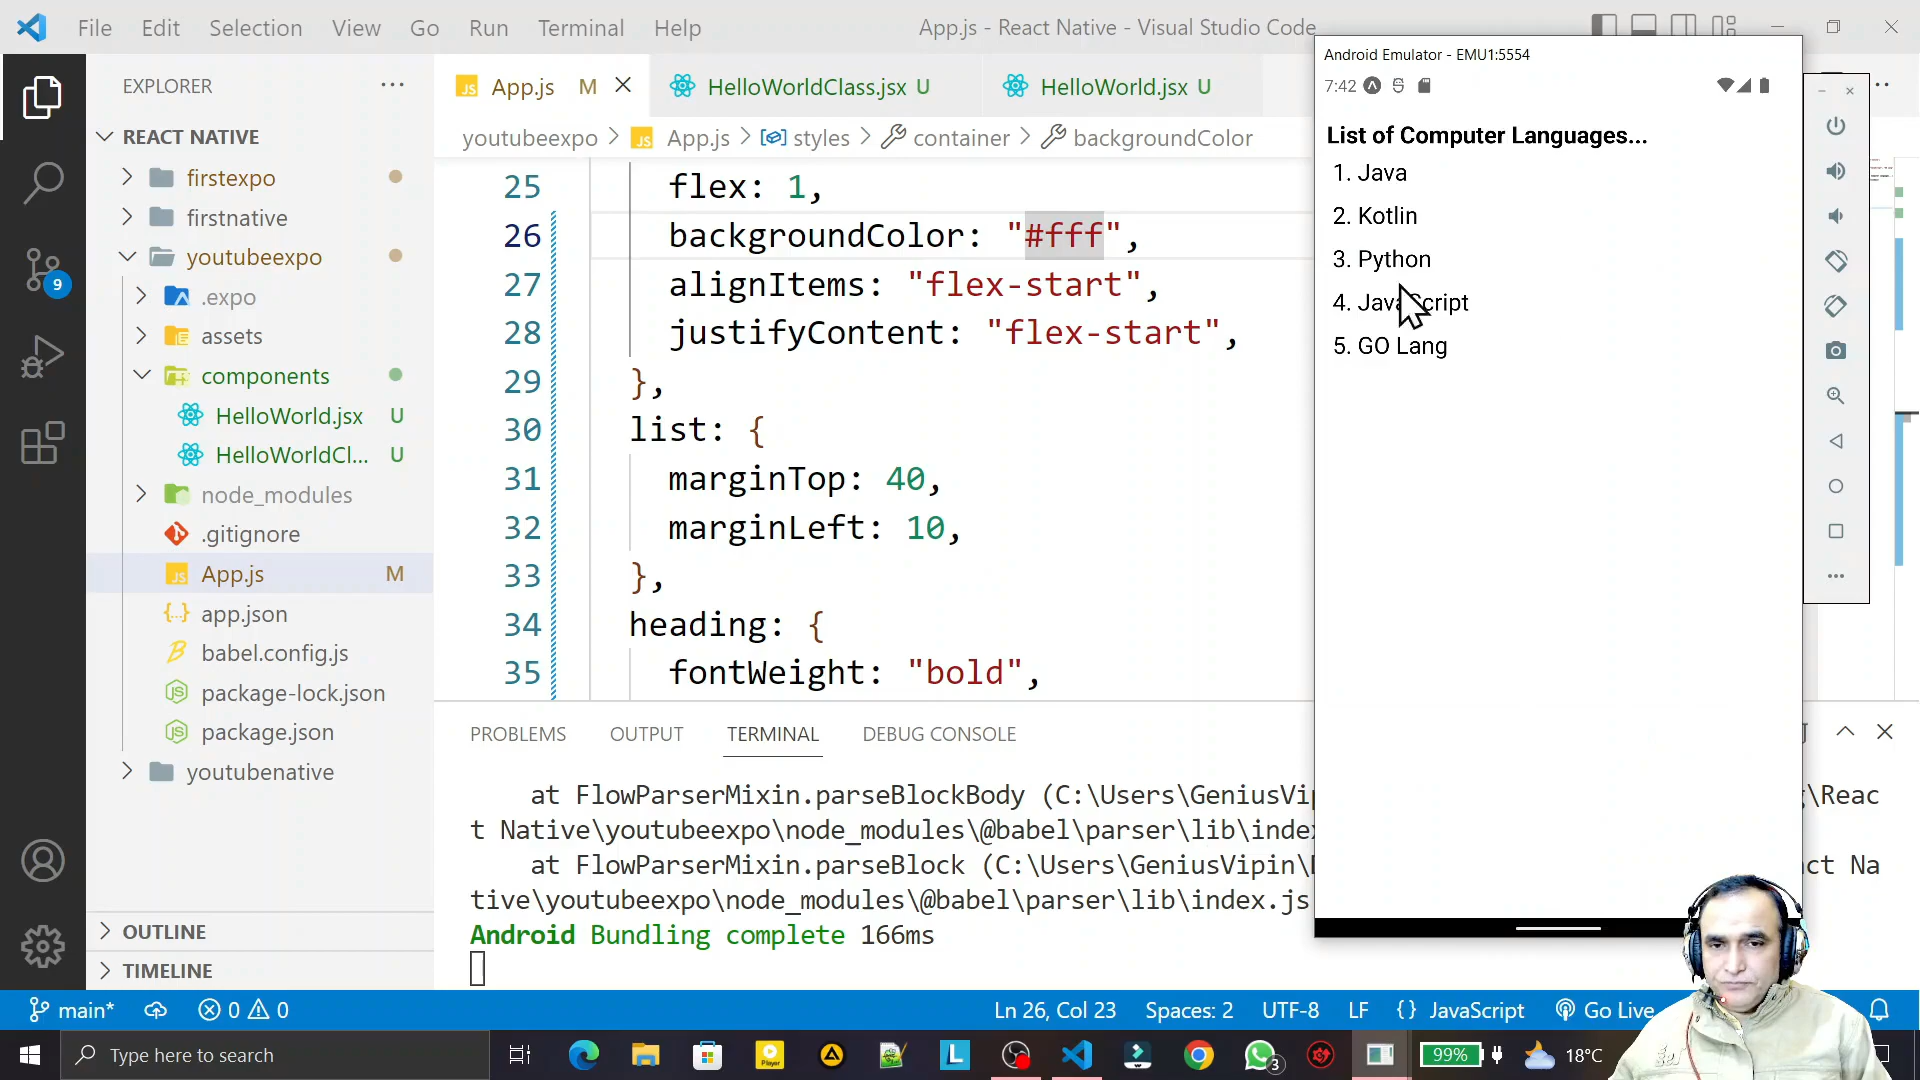 File Edit Selection View Go Run Terminal Help
App.js - React Native - Visual Studio Code
EXPLORER
REACT NATIVE
firstexpo
firstnative
youtubeexpo
.expo
assets
components
HelloWorld.jsx U
HelloWorldCl... U
node_modules
.gitignore
App.js M
app.json
babel.config.js
package-lock.json
package.json
youtubenative
OUTLINE
TIMELINE
App.js M
HelloWorldClass.jsx U
HelloWorld.jsx U
youtubeexpo > App.js > styles > container > backgroundColor
25 flex: 1,
26 backgroundColor: "#fff",
27 alignItems: "flex-start",
28 justifyContent: "flex-start",
29 },
30 list: {
31 marginTop: 40,
32 marginLeft: 10,
33 },
34 heading: {
35 fontWeight: "bold",
PROBLEMS OUTPUT TERMINAL DEBUG CONSOLE
at FlowParserMixin.parseBlockBody (C:\Users\GeniusVip g\Reac
t Native\youtubeexpo\node_modules\@babel\parser\lib\index
at FlowParserMixin.parseBlock (C:\Users\GeniusVipin\ act Na
tive\youtubeexpo\node_modules\@babel\parser\lib\index.js
Android Bundling complete 166ms
Android Emulator - EMU1:5554
7:42
List of Computer Languages...
1. Java
2. Kotlin
3. Python
4. JavaScript
5. GO Lang
9
main* 0 0
Ln 26, Col 23 Spaces: 2 UTF-8 LF {} JavaScript Go Live
Type here to search
Player
L
3
99%
18°C